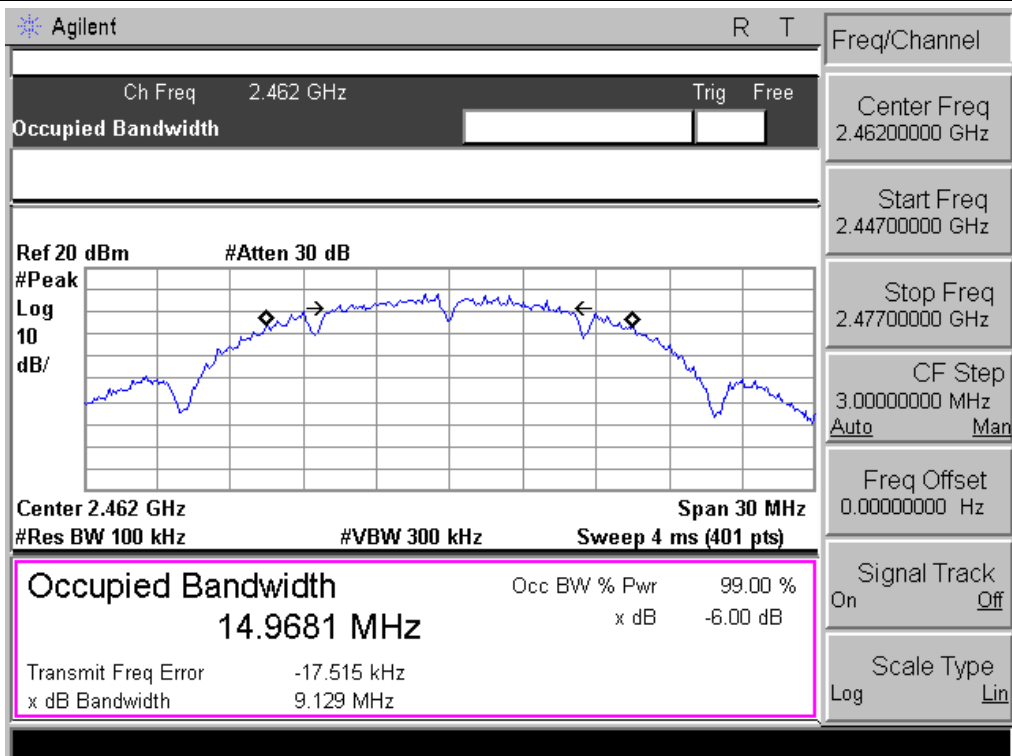 Agilent R T
Ch Freq 2.462 GHz Trig Free
Occupied Bandwidth
Ref 20 dBm #Atten 30 dB
#Peak
Log
10
dB/
Center 2.462 GHz Span 30 MHz
#Res BW 100 kHz #VBW 300 kHz Sweep 4 ms (401 pts)
Occupied Bandwidth Occ BW % Pwr 99.00 %
14.9681 MHz x dB -6.00 dB
Transmit Freq Error -17.515 kHz
x dB Bandwidth 9.129 MHz
Freq/Channel
Center Freq
2.46200000 GHz
Start Freq
2.44700000 GHz
Stop Freq
2.47700000 GHz
CF Step
3.00000000 MHz
Auto Man
Freq Offset
0.00000000 Hz
Signal Track
On Off
Scale Type
Log Lin